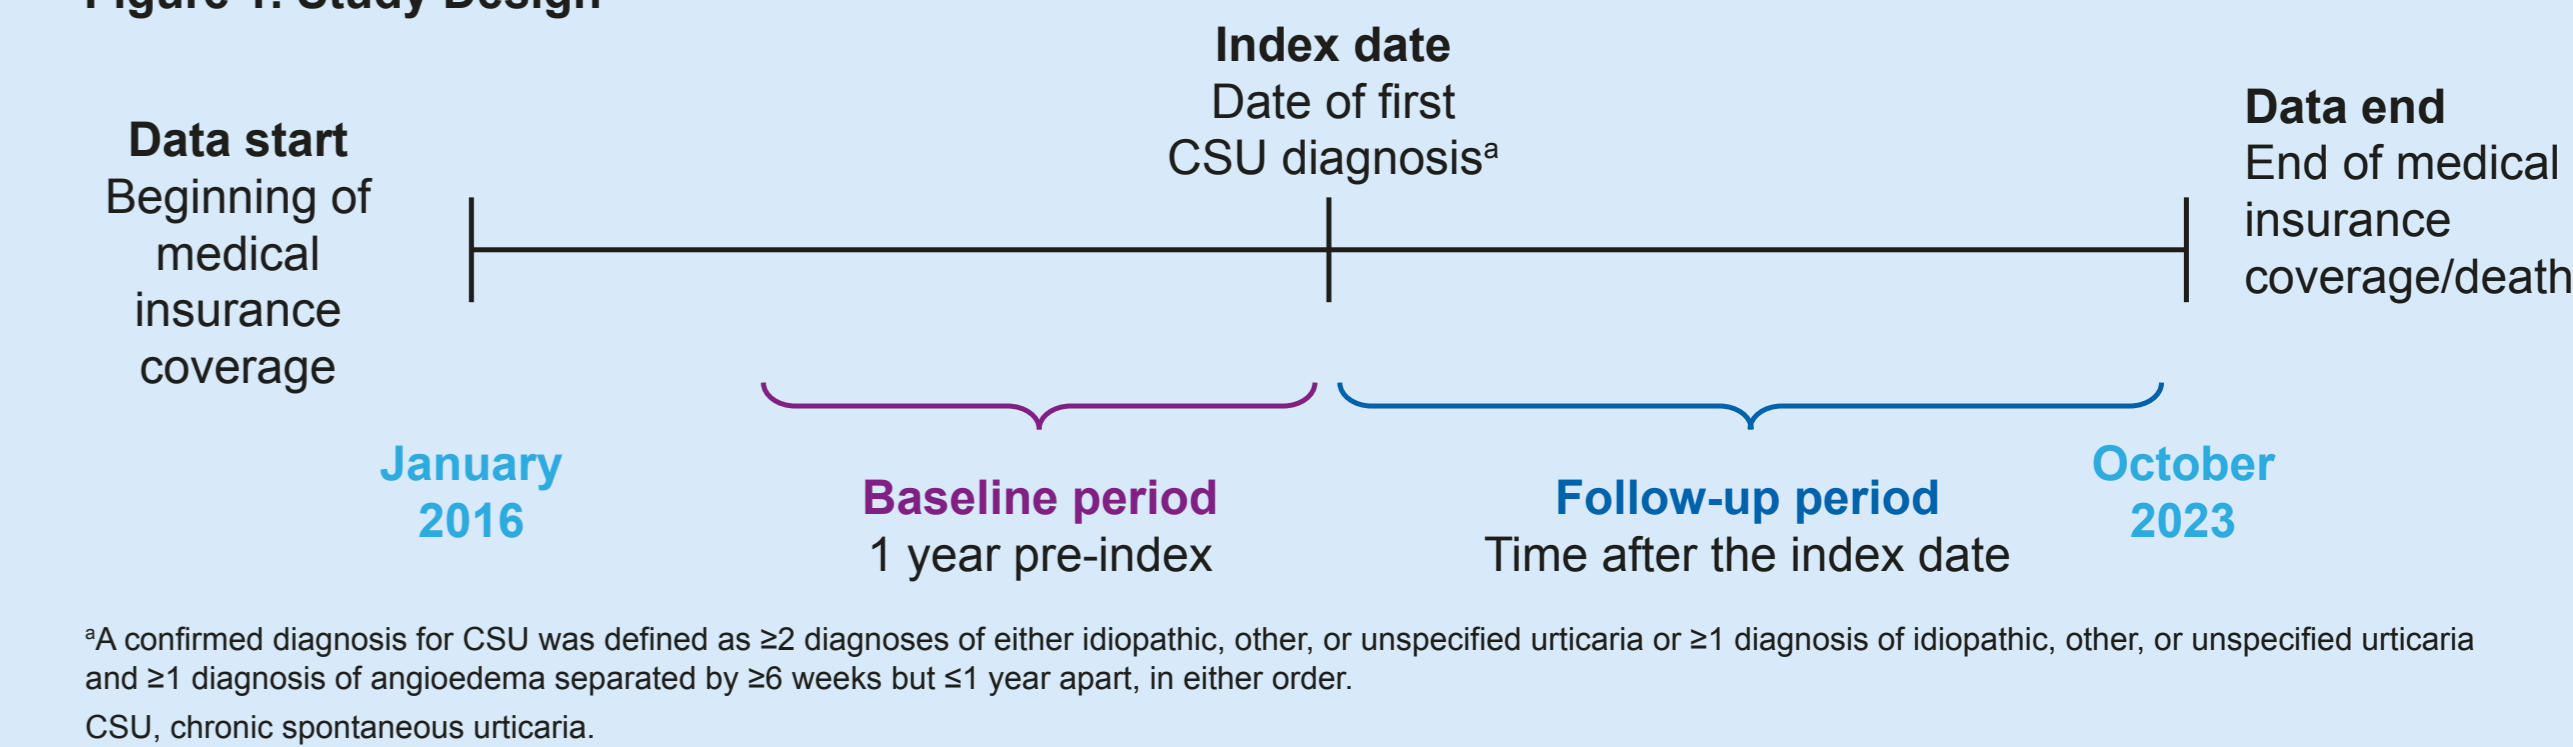 Figure 1. Study Design
Index date
Date of first
CSU diagnosisᵃ
Data start
Beginning of
medical
insurance
coverage
Data end
End of medical
insurance
coverage/death
January
2016
Baseline period
1 year pre-index
Follow-up period
Time after the index date
October
2023
ᵃA confirmed diagnosis for CSU was defined as ≥2 diagnoses of either idiopathic, other, or unspecified urticaria or ≥1 diagnosis of idiopathic, other, or unspecified urticaria
and ≥1 diagnosis of angioedema separated by ≥6 weeks but ≤1 year apart, in either order.
CSU, chronic spontaneous urticaria.